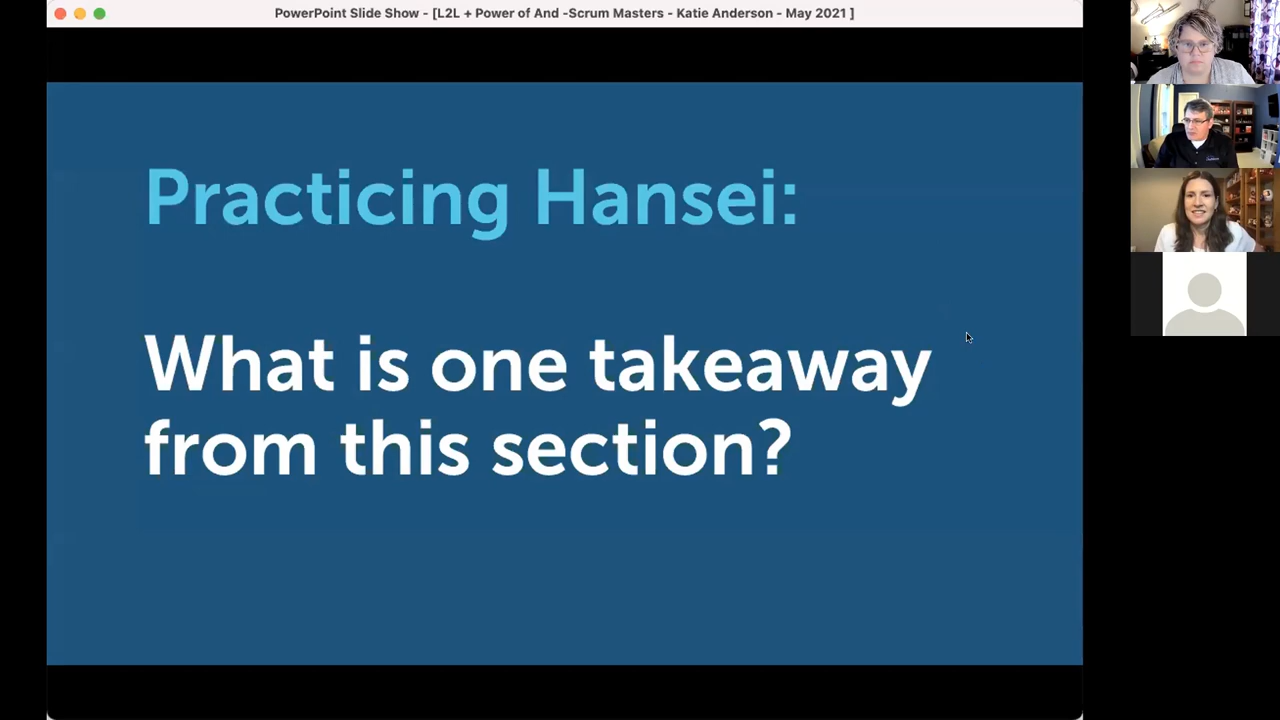 PowerPoint Slide Show - [L2L + Power of And -Scrum Masters - Katie Anderson - May 2021 ]
Practicing Hansei:
What is one takeaway
from this section?